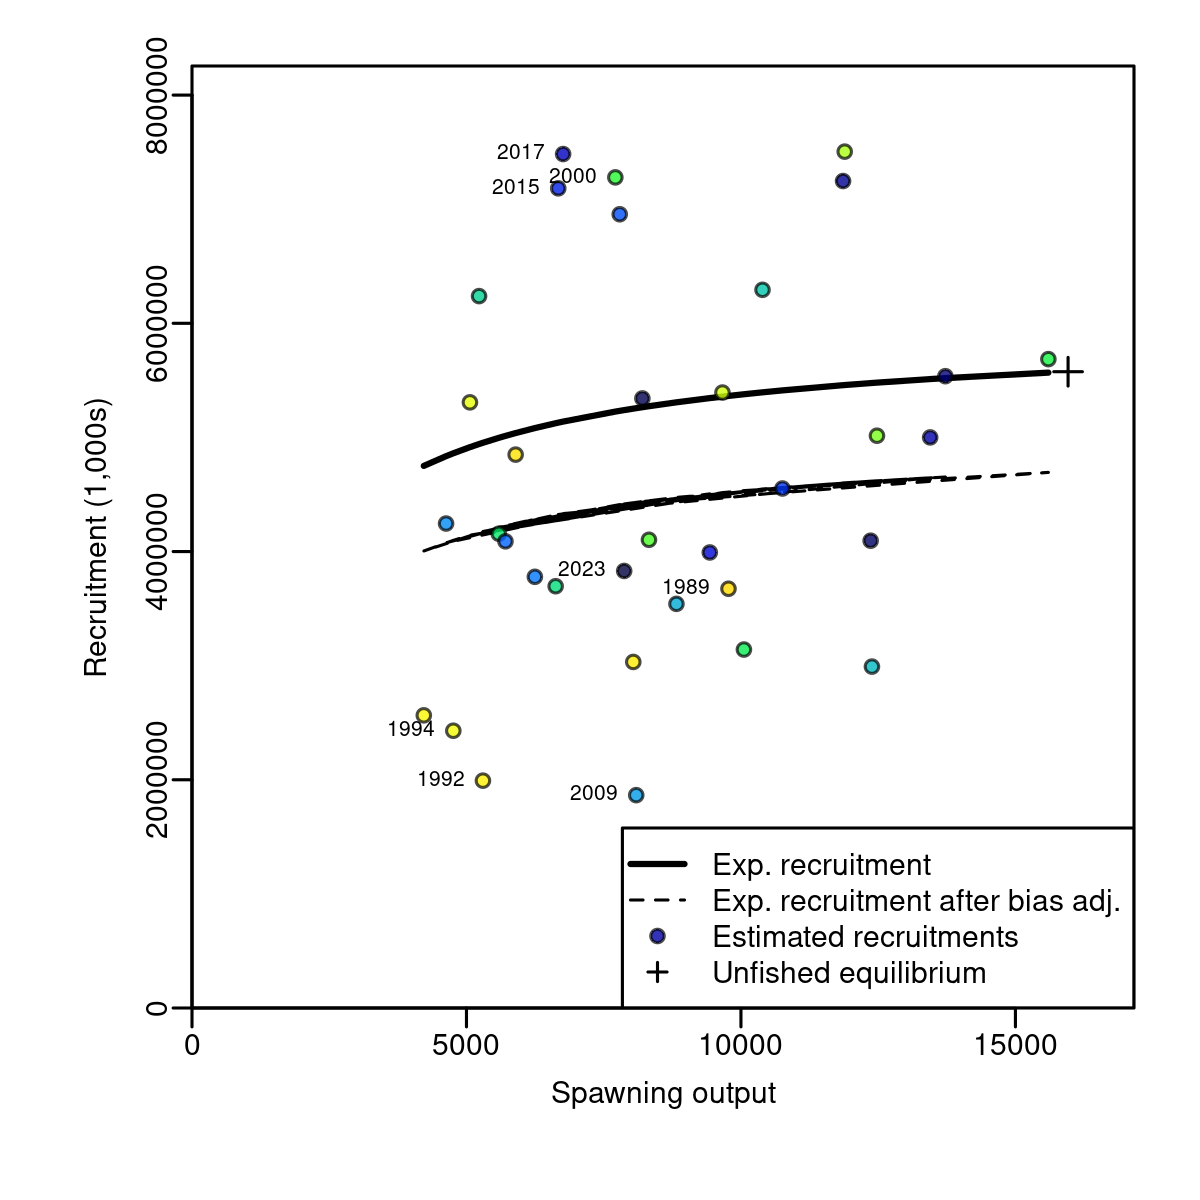 8000000
6000000
4000000
2000000
0
Recruitment (1,000s)
2017
2000
2015
2023
1989
1994
1992
2009
Exp. recruitment
Exp. recruitment after bias adj.
Estimated recruitments
Unfished equilibrium
0
5000
10000
15000
Spawning output